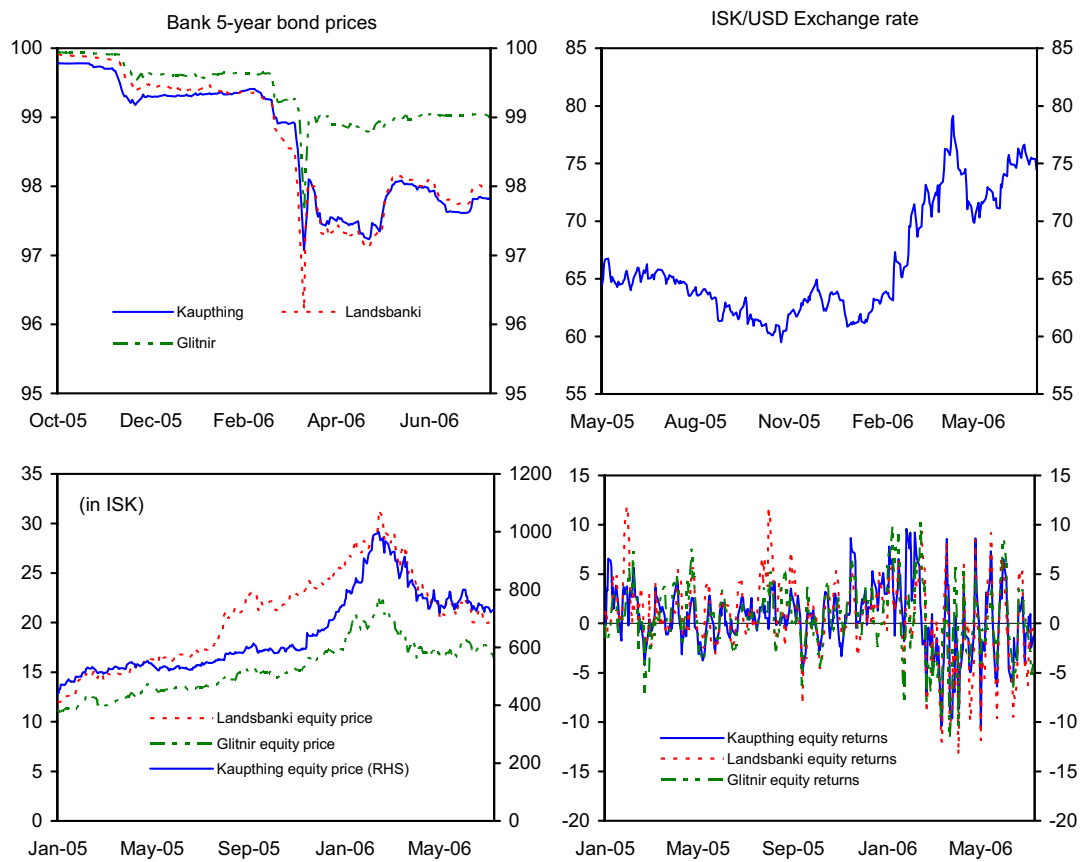 Bank 5-year bond prices
100 100
99 99
98 98
97 97
96 96
95 95
Kaupthing Landsbanki
Glitnir
Oct-05 Dec-05 Feb-06 Apr-06 Jun-06
ISK/USD Exchange rate
85 85
80 80
75 75
70 70
65 65
60 60
55 55
May-05 Aug-05 Nov-05 Feb-06 May-06
35 1200
(in ISK)
30 1000
25 800
20
15 600
10 400
5 200
0 0
Landsbanki equity price
Glitnir equity price
Kaupthing equity price (RHS)
Jan-05 May-05 Sep-05 Jan-06 May-06
15 15
10 10
5 5
0 0
-5 -5
-10 -10
-15 -15
-20 -20
Kaupthing equity returns
Landsbanki equity returns
Glitnir equity returns
Jan-05 May-05 Sep-05 Jan-06 May-06